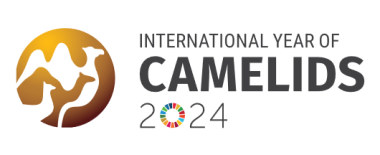 INTERNATIONAL YEAR OF
CAMELIDS
2024